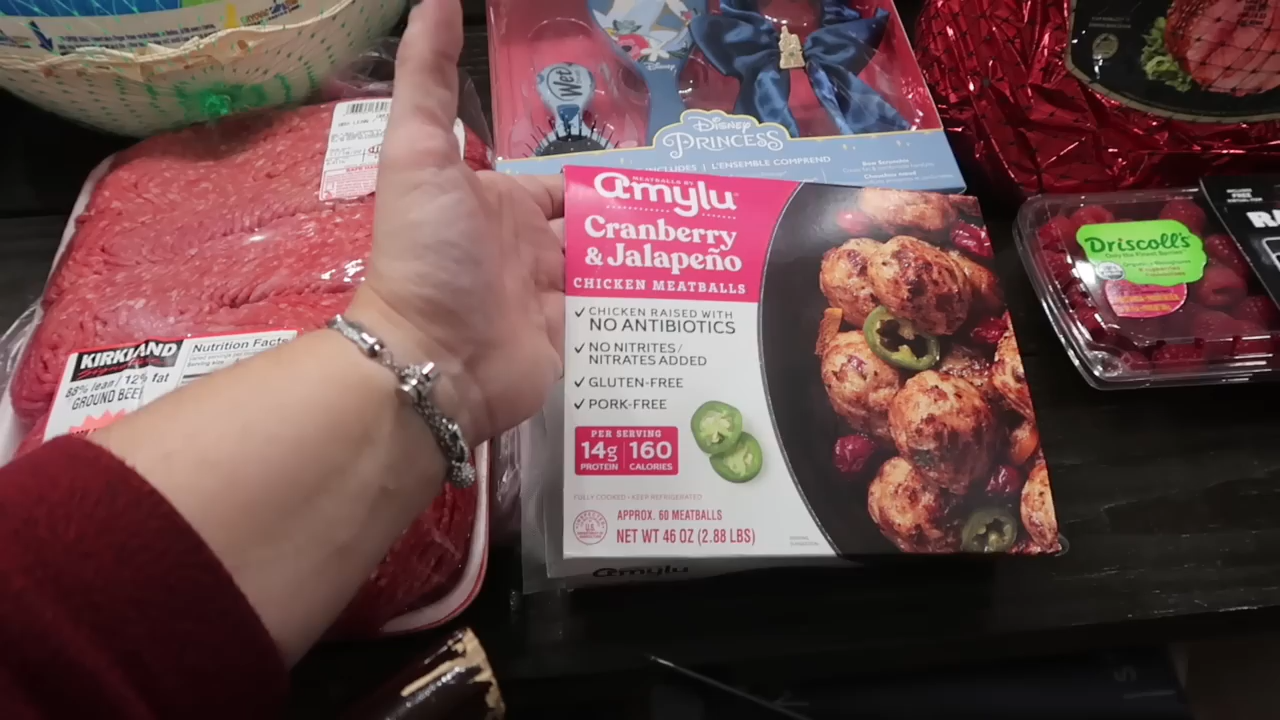 Wet
Disney
Disney
PRINCESS
INCLUDES | L'ENSEMBLE COMPREND
MEATBALLS BY
amylu
Cranberry
& Jalapeño
CHICKEN MEATBALLS
✓ CHICKEN RAISED WITH
NO ANTIBIOTICS
✓ NO NITRITES/
NITRATES ADDED
✓ GLUTEN-FREE
✓ PORK-FREE
PER SERVING
14g PROTEIN
160 CALORIES
FULLY COOKED • KEEP REFRIGERATED
APPROX. 60 MEATBALLS
NET WT 46 OZ (2.88 LBS)
amylu
KIRKLAND
Signature
88% lean / 12% fat
GROUND BEEF
Nutrition Facts
Driscoll's
Only the Finest Berries
RA